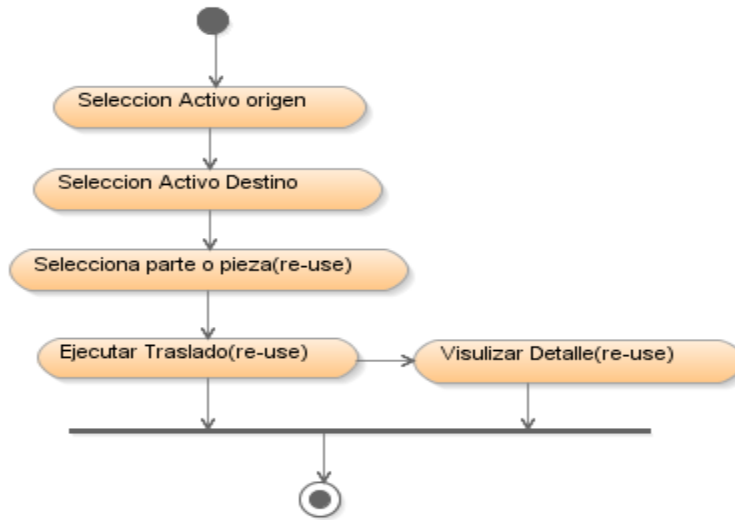 Seleccion Activo origen
Seleccion Activo Destino
Selecciona parte o pieza(re-use)
Ejecutar Traslado(re-use)
Visulizar Detalle(re-use)